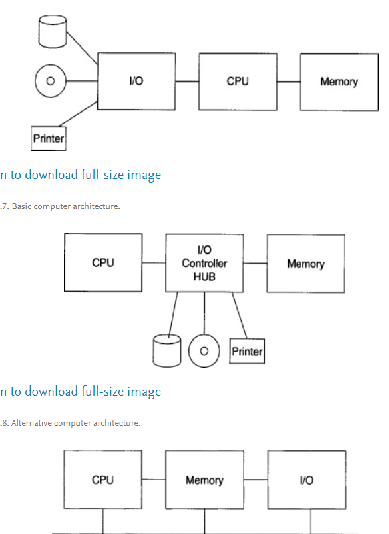 I/O CPU Memory
O
Printer
n to download full-size image
.7. Basic computer architecture.
CPU I/O Controller HUB Memory
O Printer
n to download full-size image
.8. Alternative computer architecture.
CPU Memory I/O